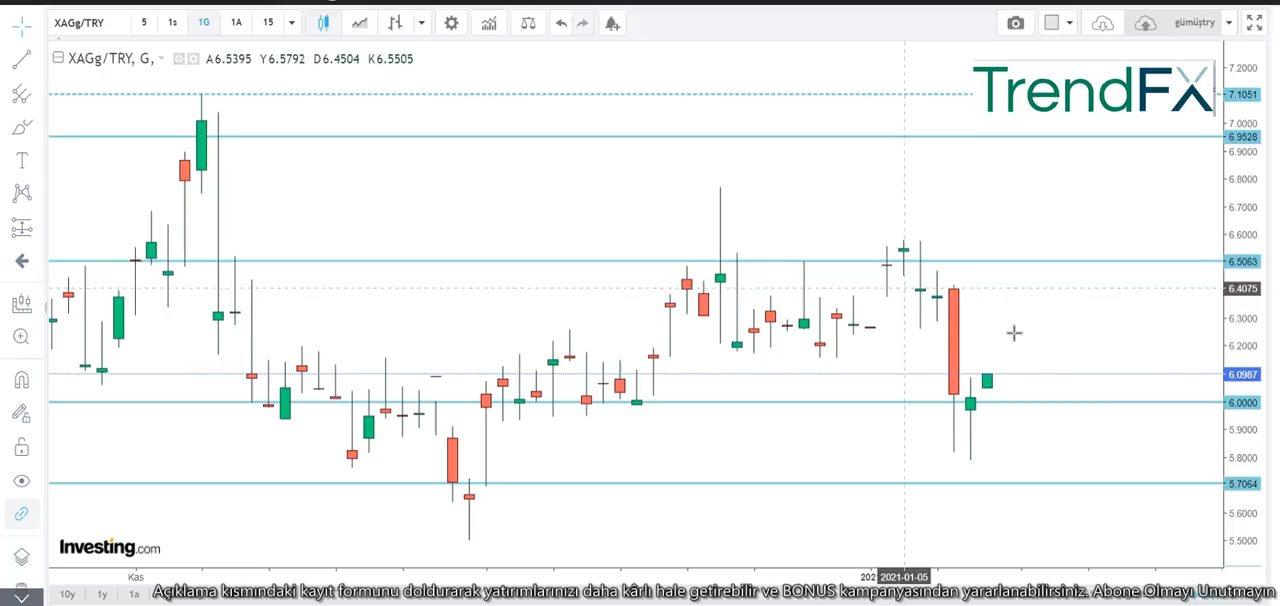 XAGg/TRY 5 1s 1G 1A 15 gümüştry
XAGg/TRY, G, A6.5395 Y6.5792 D6.4504 K6.5505
TrendFX
7.2000
7.1051
7.0000
6.9528
6.9000
6.8000
6.7000
6.6000
6.5063
6.4075
6.3000
6.2000
6.0987
6.0000
5.9000
5.8000
5.7064
5.6000
5.5000
Investing.com
Kas 202 2021-01-05
10y 1y 1a
Açıklama kısmındaki kayıt formunu doldurarak yatırımlarınızı daha kârlı hale getirebilir ve BONUS kampanyasından yararlanabilirsiniz. Abone Olmayı Unutmayın